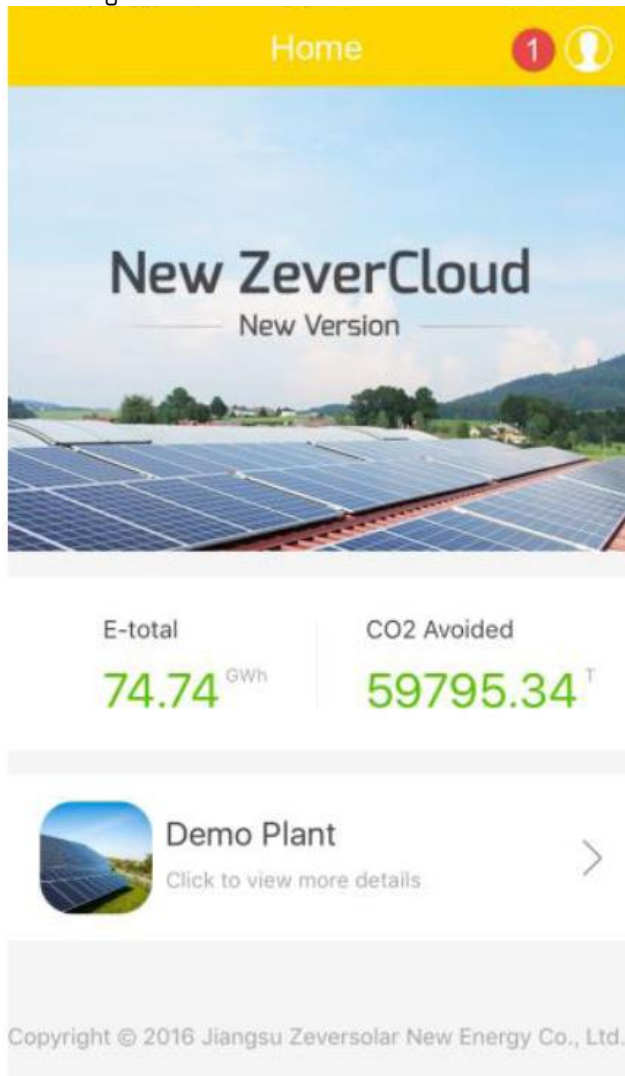 Home
1
New ZeverCloud
New Version
E-total
CO2 Avoided
74.74 GWh
59795.34 T
Demo Plant
Click to view more details
Copyright © 2016 Jiangsu Zeversolar New Energy Co., Ltd.